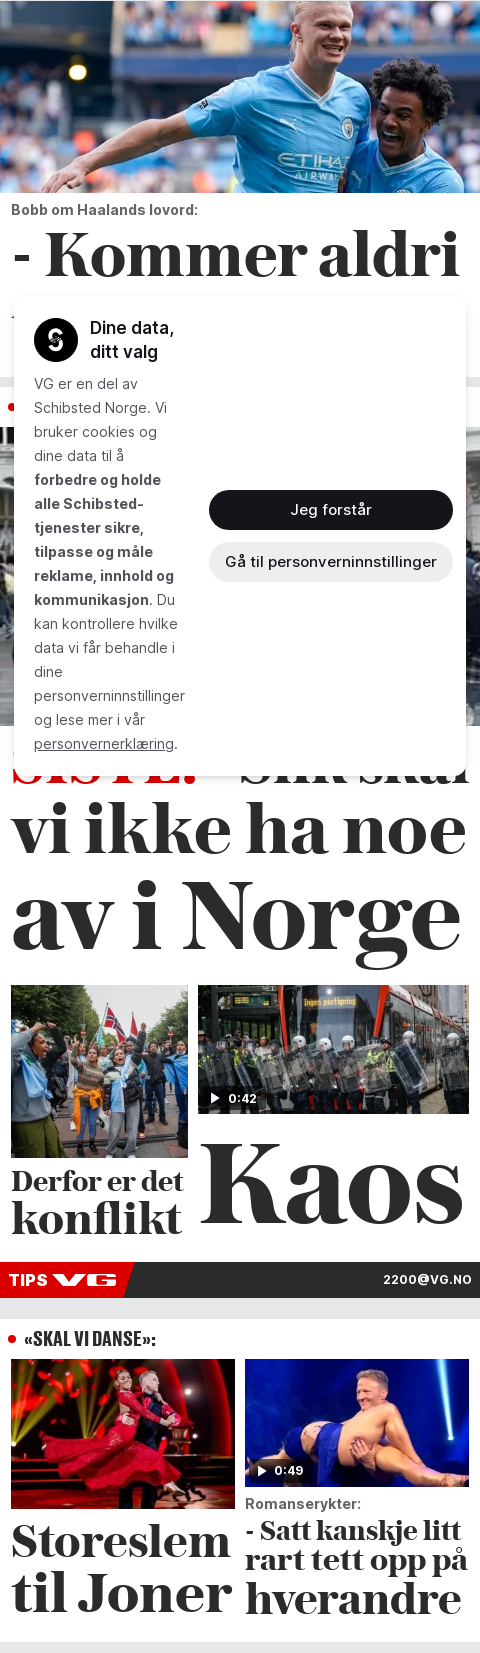 Bobb om Haalands lovord:
- Kommer aldri
Dine data,
ditt valg
VG er en del av
Schibsted Norge. Vi
bruker cookies og
dine data til å
forbedre og holde
alle Schibsted-
tjenester sikre,
tilpasse og måle
reklame, innhold og
kommunikasjon. Du
kan kontrollere hvilke
data vi får behandle i
dine
personverninnstillinger
og lese mer i vår
personvernerklæring.
Jeg forstår
Gå til personverninnstillinger
vi ikke ha noe
av i Norge
Ingen påstigning
0:42
Derfor er det
konflikt
Kaos
TIPS VG
2200@VG.NO
«SKAL VI DANSE»:
Storeslem
til Joner
0:49
Romanserykter:
- Satt kanskje litt
rart tett opp på
hverandre